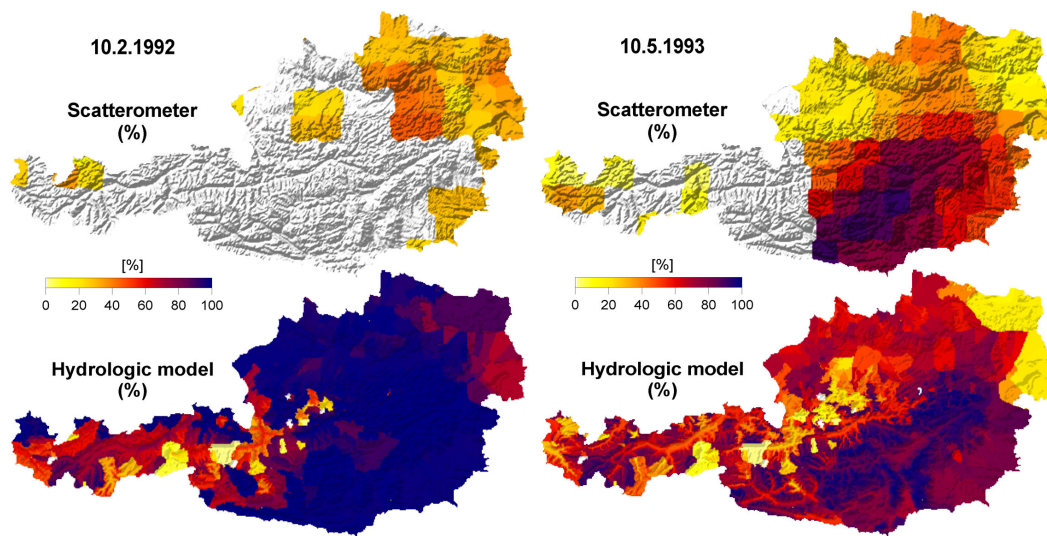 10.2.1992
Scatterometer
(%)
[%]
0 20 40 60 80 100
Hydrologic model
(%)
10.5.1993
Scatterometer
(%)
[%]
0 20 40 60 80 100
Hydrologic model
(%)